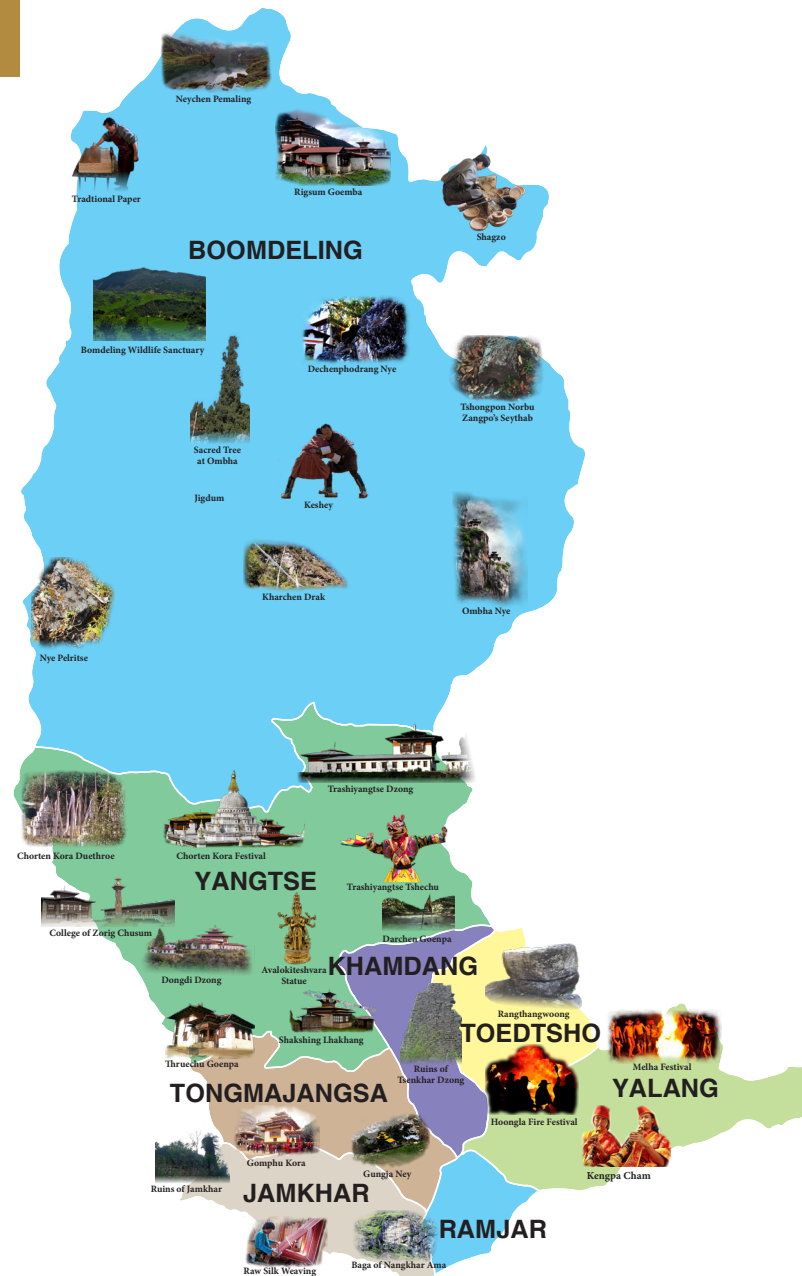 Neychen Pemaling
Tradtional Paper
Rigsum Goemba
Shagzo
BOOMDELING
Bomdeling Wildlife Sanctuary
Dechenphodrang Nye
Tshongpon Norbu
Zangpo's Seythab
Sacred Tree
at Ombha
Jigdum
Keshey
Kharchen Drak
Ombha Nye
Nye Pelritse
Trashiyangtse Dzong
Chorten Kora Duethroe
Chorten Kora Festival
YANGTSE
Trashiyangtse Tshechu
College of Zorig Chusum
Darchen Goenpa
Dongdi Dzong
Avalokiteshvara
Statue
KHAMDANG
Rangthangwoong
TOEDTSHO
Shakshing Lhakhang
Thruechu Goenpa
Ruins of
Tsenkhar Dzong
Melha Festival
YALANG
TONGMAJANGSA
Hoongla Fire Festival
Gomphu Kora
Gungja Ney
Kengpa Cham
Ruins of Jamkhar
JAMKHAR
RAMJAR
Raw Silk Weaving
Baga of Nangkhar Ama